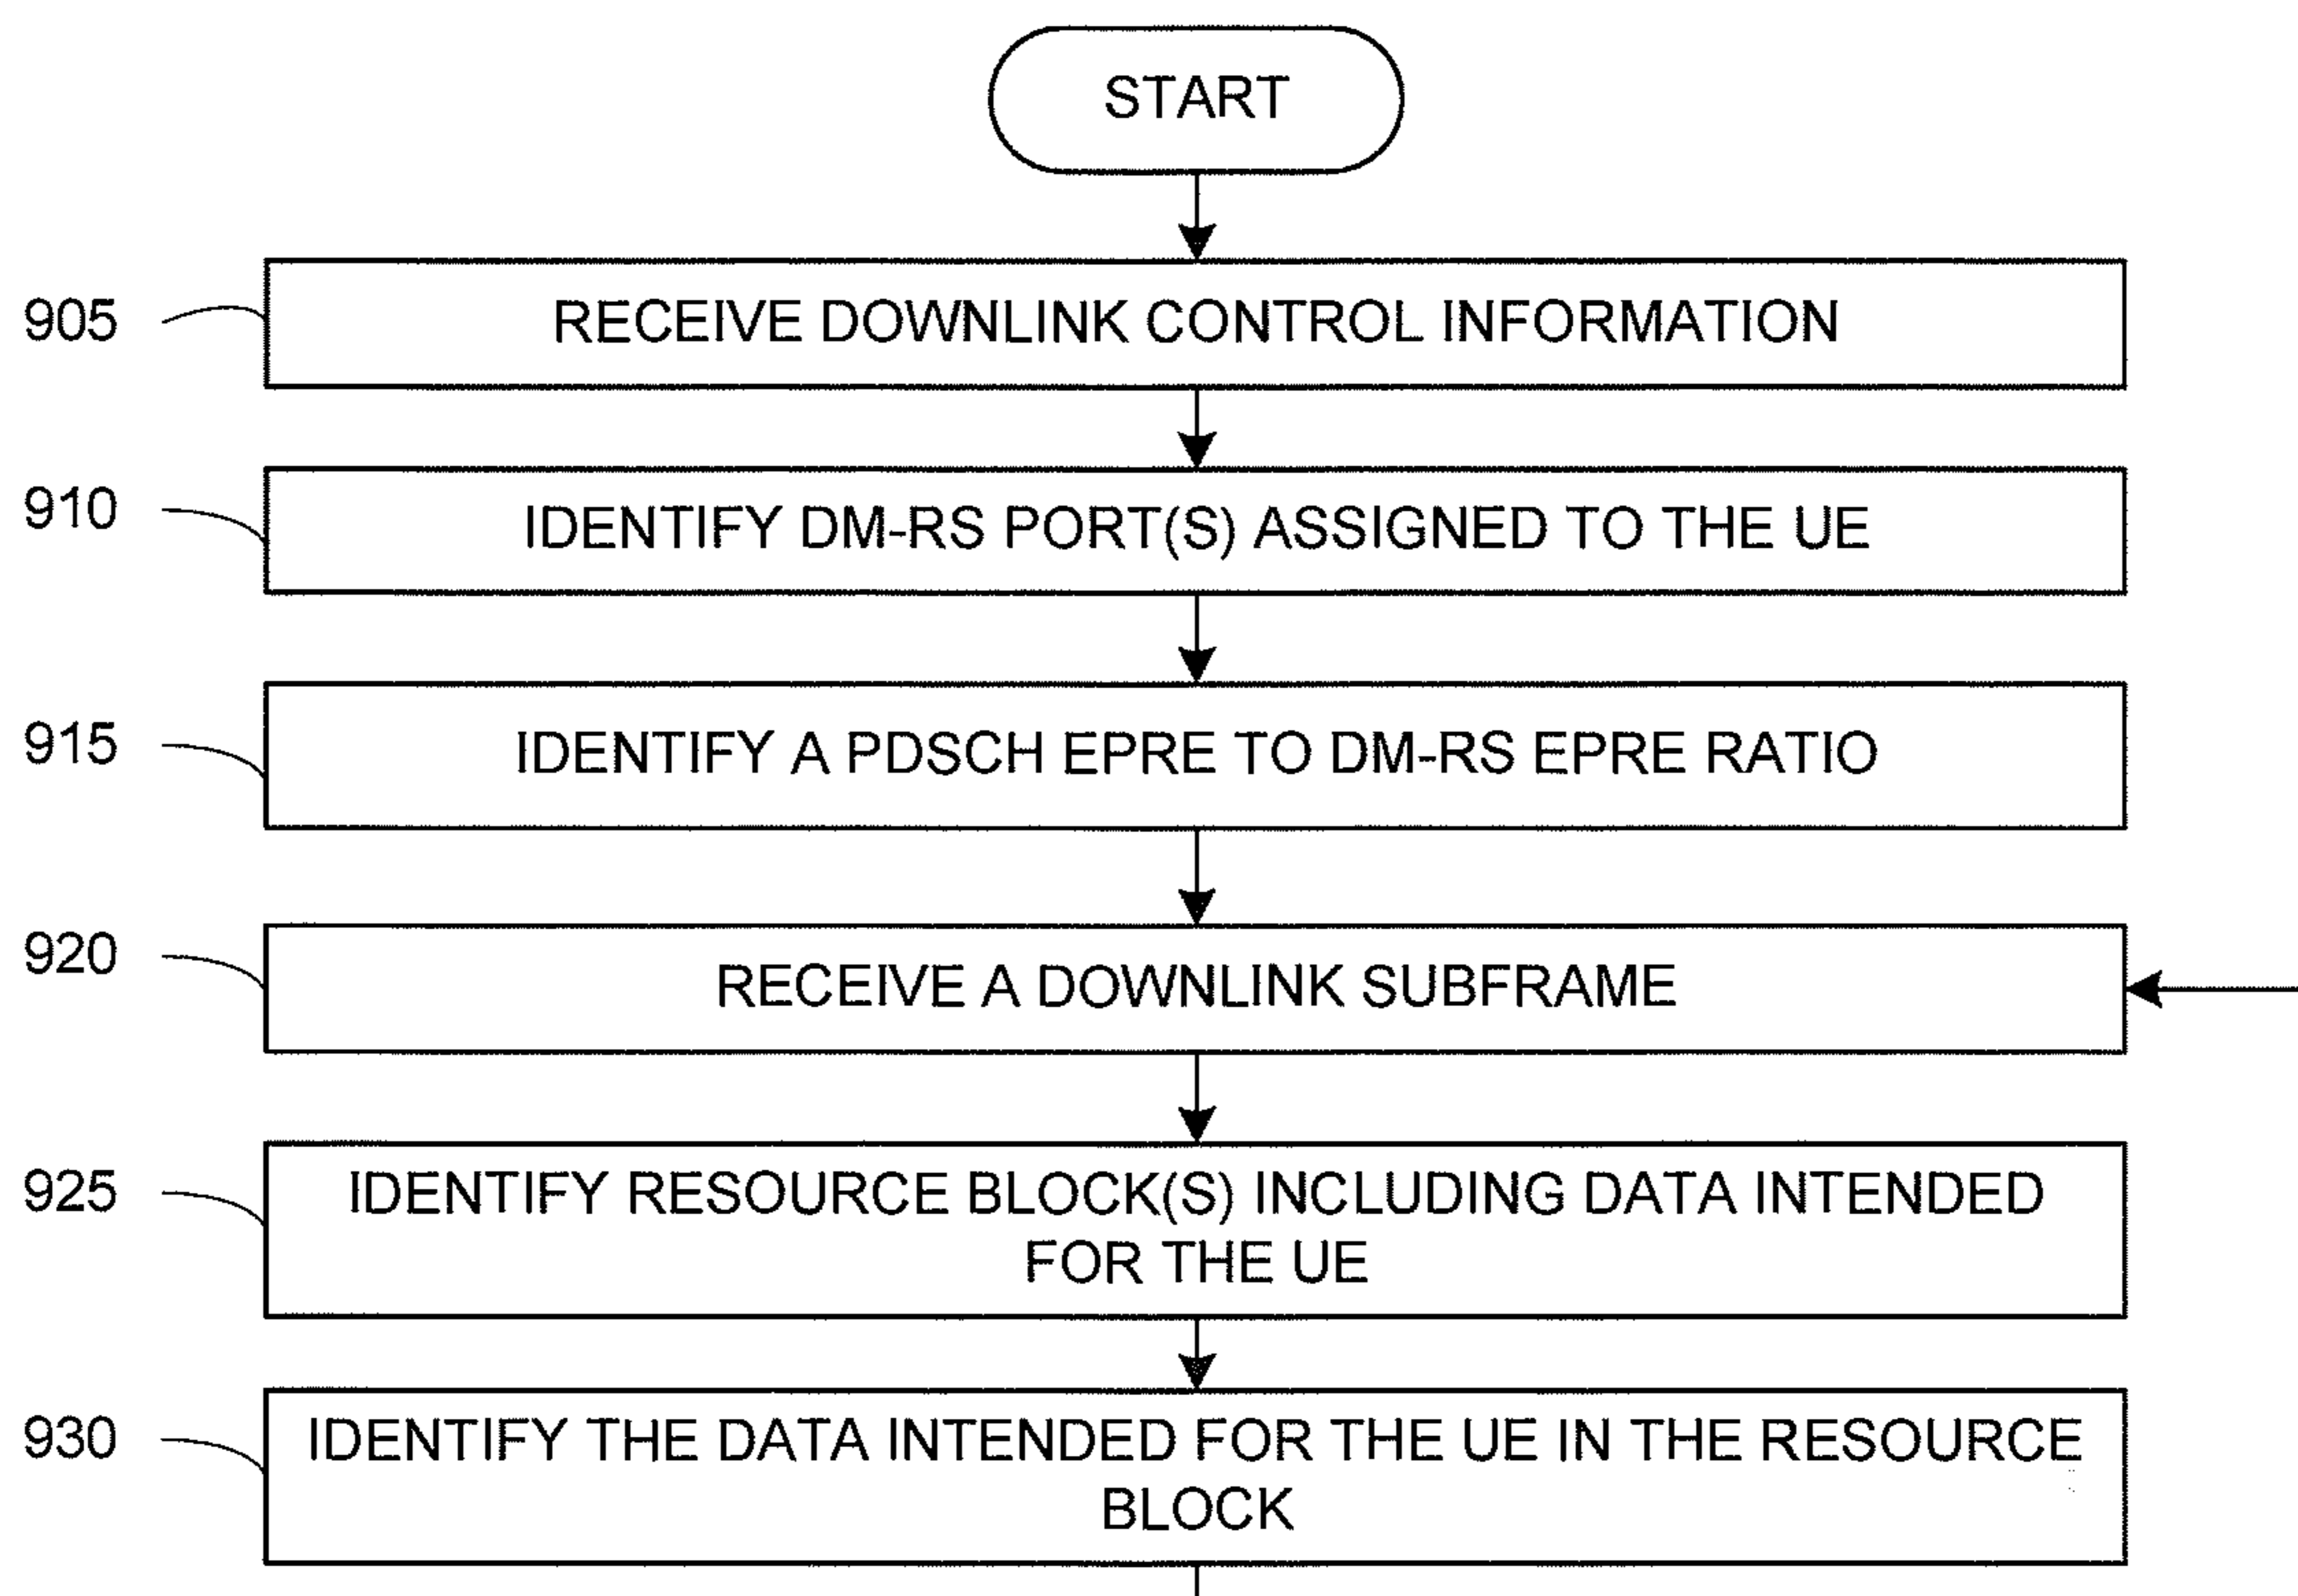 START
905
RECEIVE DOWNLINK CONTROL INFORMATION
910
IDENTIFY DM-RS PORT(S) ASSIGNED TO THE UE
915
IDENTIFY A PDSCH EPRE TO DM-RS EPRE RATIO
920
RECEIVE A DOWNLINK SUBFRAME
925
IDENTIFY RESOURCE BLOCK(S) INCLUDING DATA INTENDED
FOR THE UE
930
IDENTIFY THE DATA INTENDED FOR THE UE IN THE RESOURCE
BLOCK